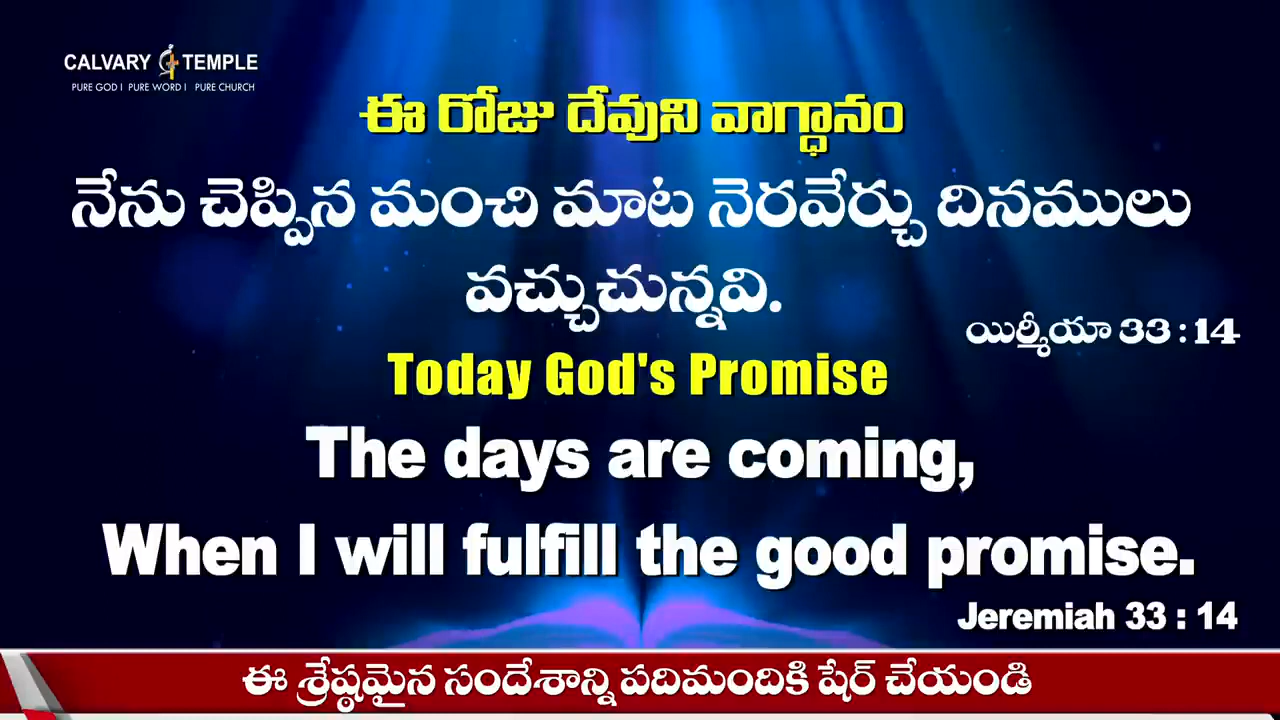 CALVARY TEMPLE
PURE GOD I PURE WORD I PURE CHURCH
ఈ రోజు దేవుని వాగ్ధానం
నేను చెప్పిన మంచి మాట నెరవేర్చు దినములు
వచ్చుచున్నవి.
యిర్మీయా 33 : 14
Today God's Promise
The days are coming,
When I will fulfill the good promise.
Jeremiah 33 : 14
ఈ శ్రేష్ఠమైన సందేశాన్ని పదిమందికి షేర్ చేయండి